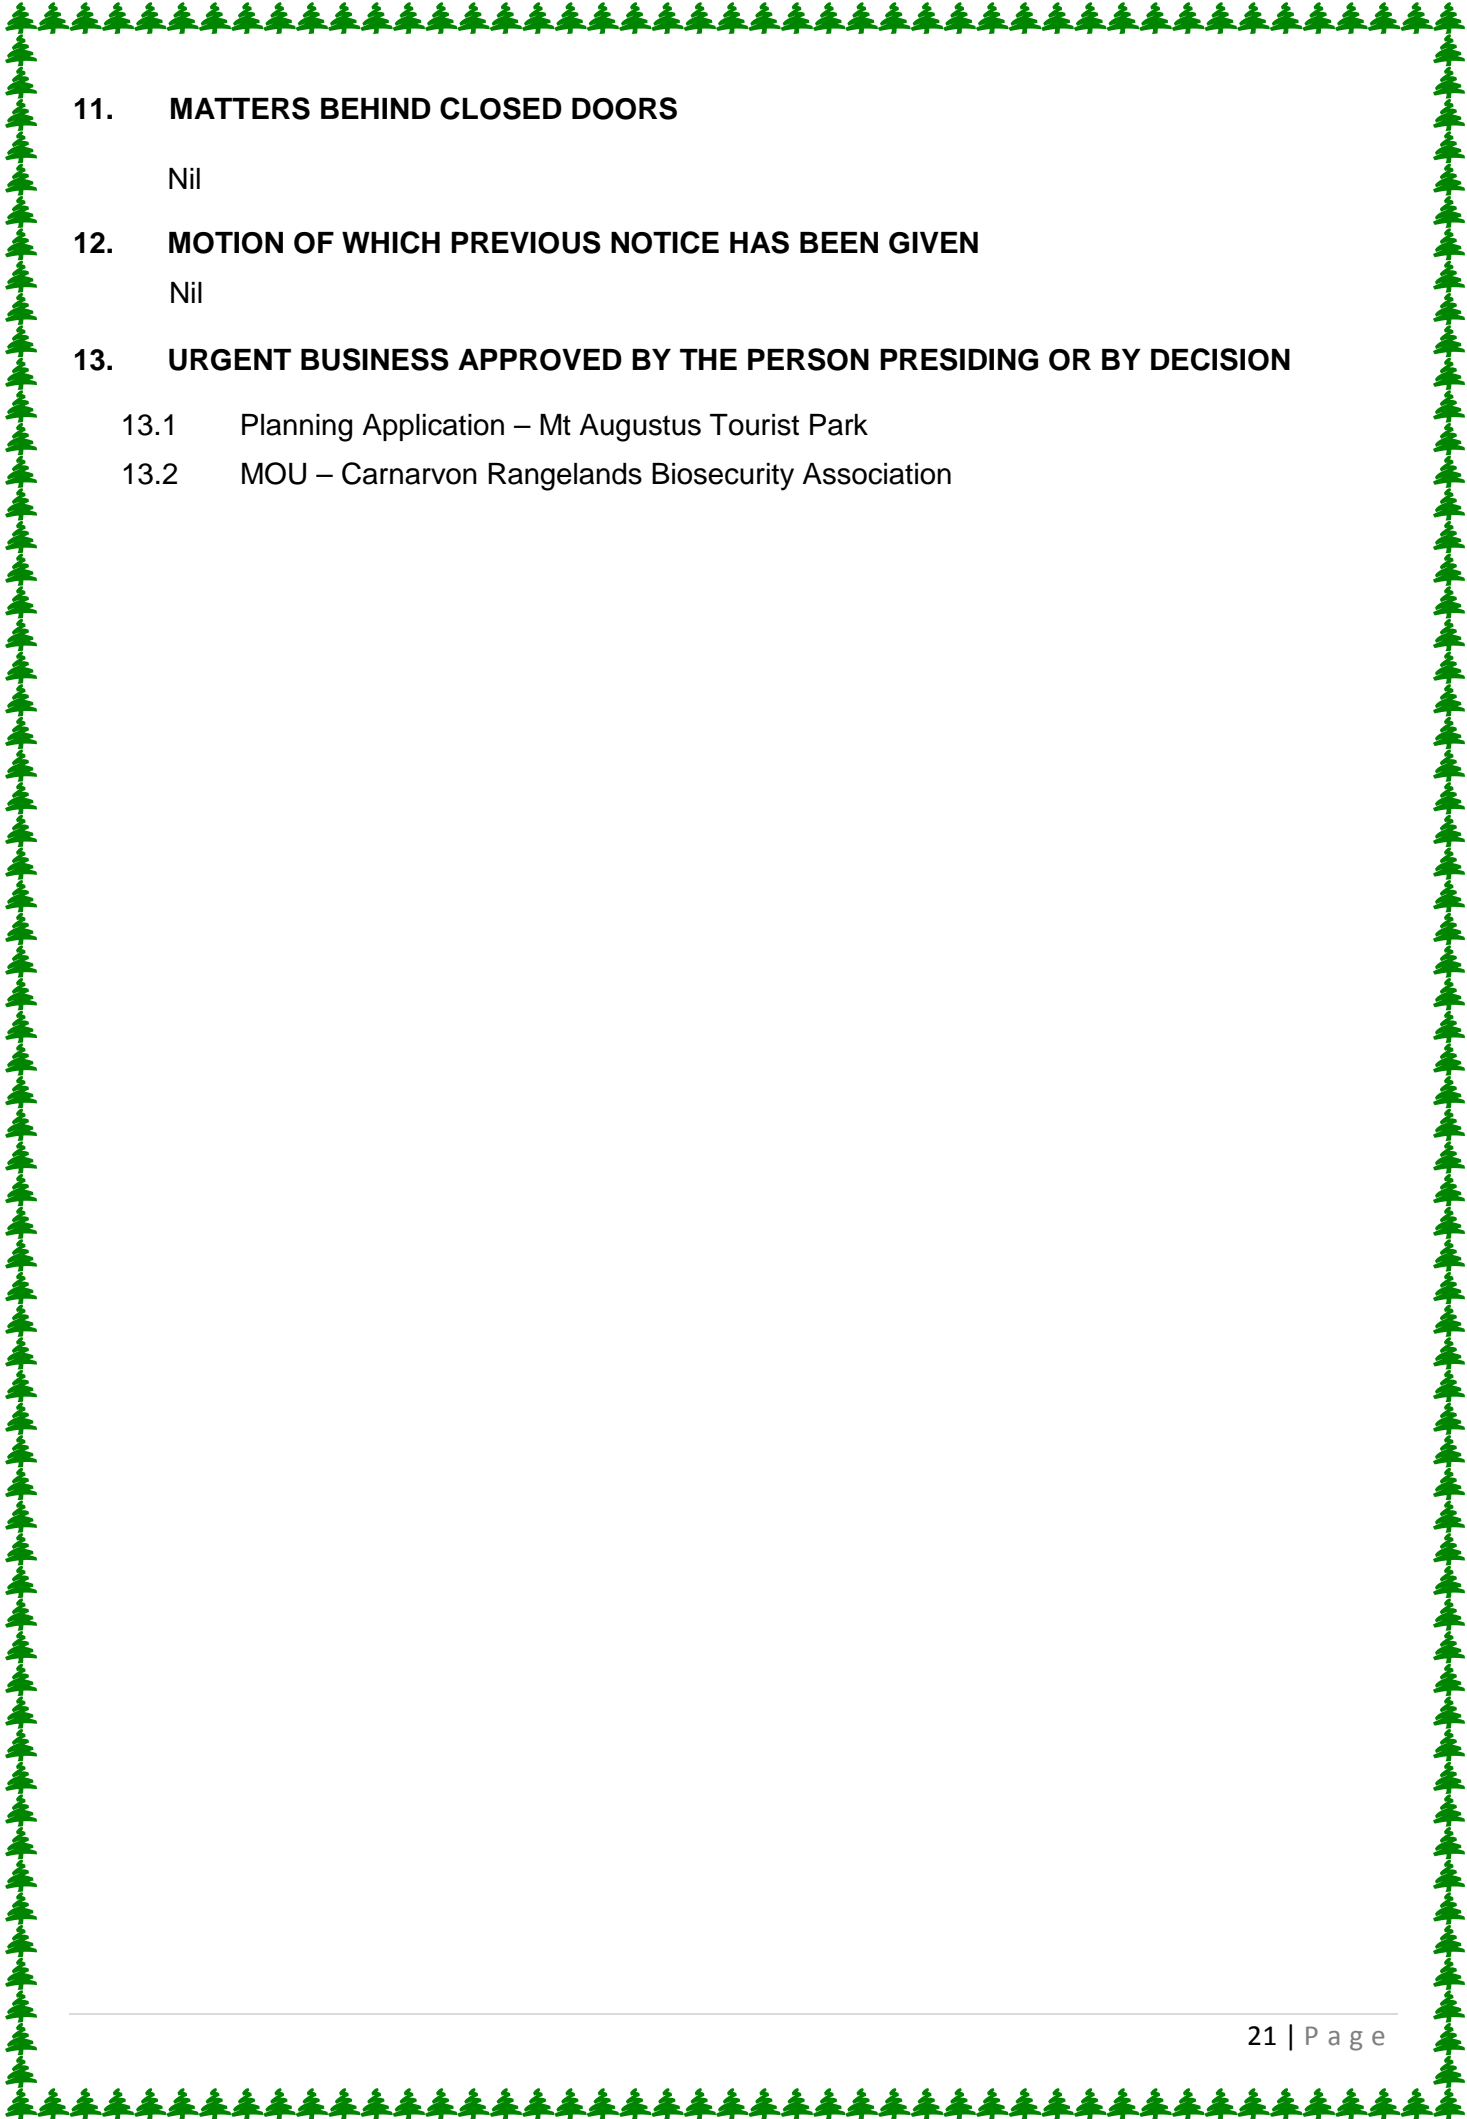 11. MATTERS BEHIND CLOSED DOORS
Nil
12. MOTION OF WHICH PREVIOUS NOTICE HAS BEEN GIVEN
Nil
13. URGENT BUSINESS APPROVED BY THE PERSON PRESIDING OR BY DECISION
13.1 Planning Application – Mt Augustus Tourist Park
13.2 MOU – Carnarvon Rangelands Biosecurity Association
21 | P a g e